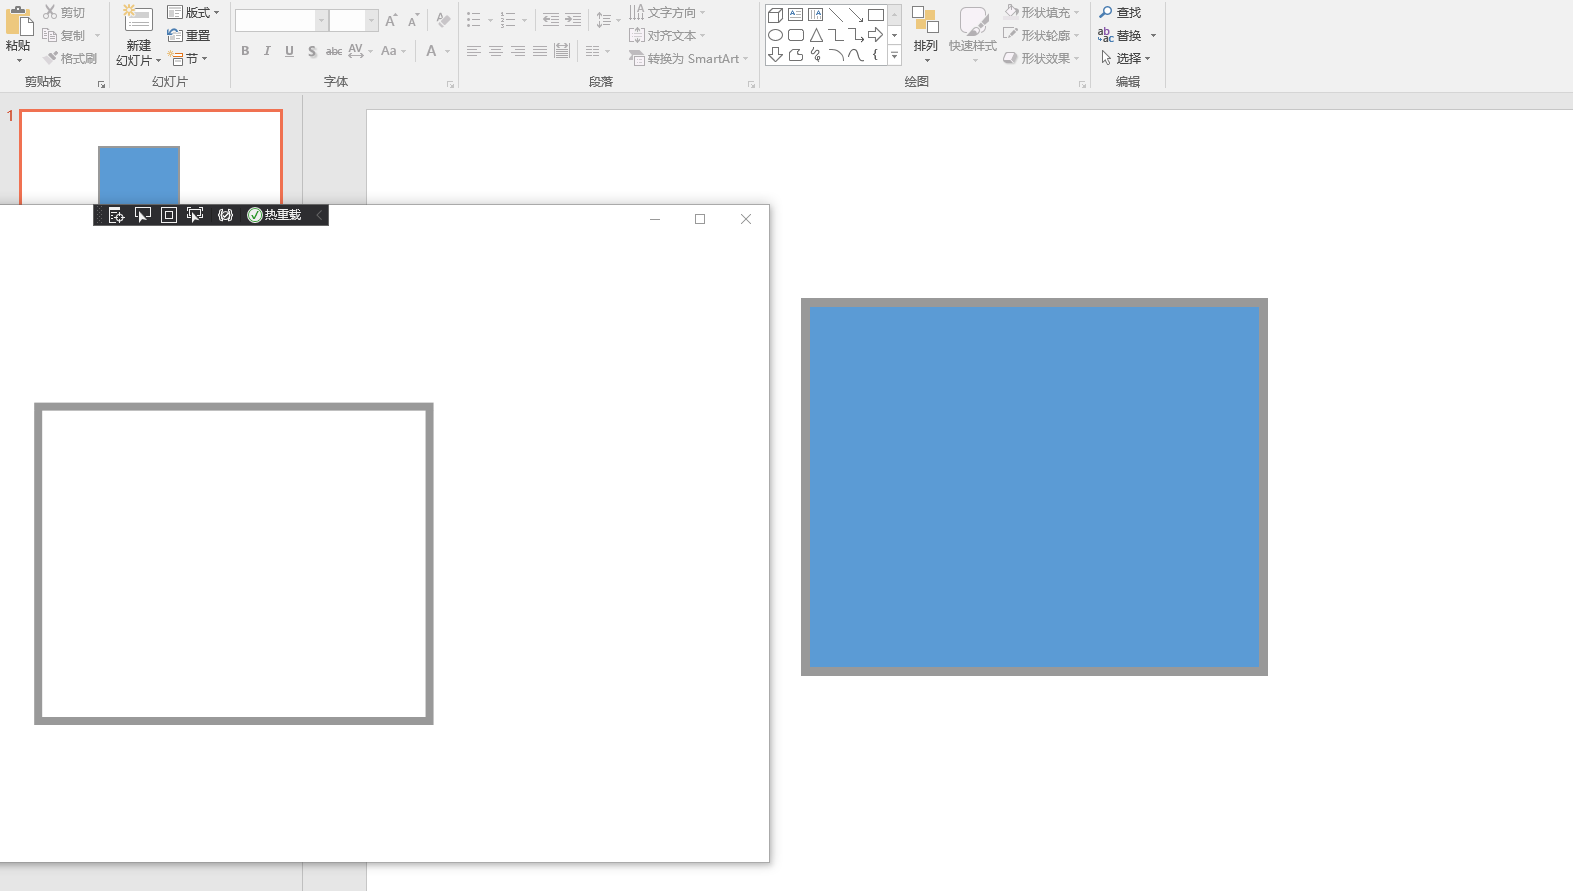 剪切
版式
文字方向
形状填充
查找
复制
重置
对齐文本
形状轮廓
替换
粘贴
新建
排列
快速样式
格式刷
幻灯片
节
B I U S abc AV Aa A
转换为 SmartArt
形状效果
选择
剪贴板
幻灯片
字体
段落
绘图
编辑
1
热重载